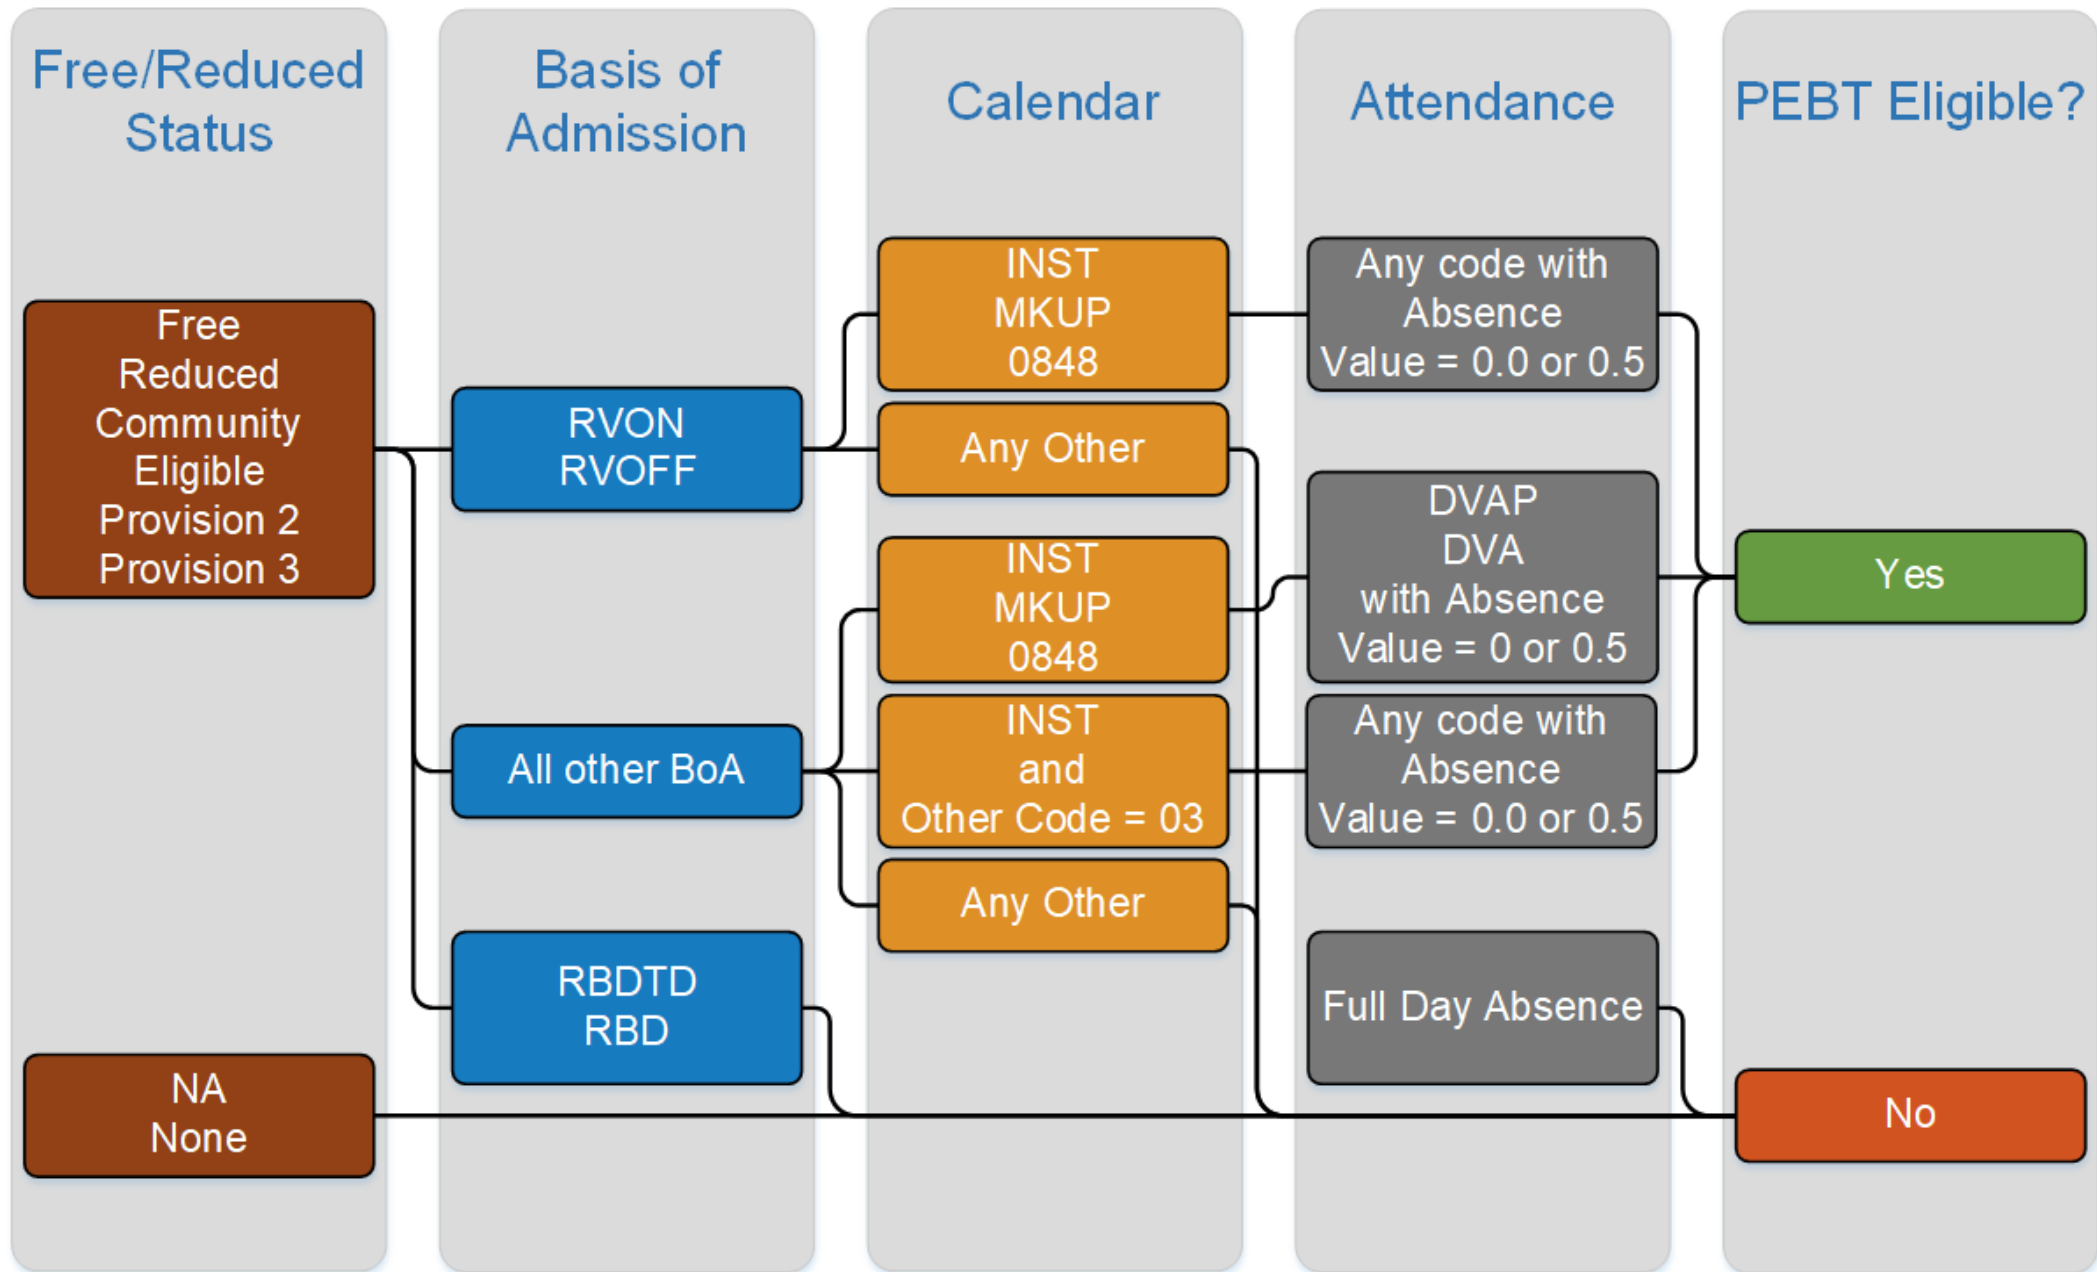 Free/Reduced
Status
Basis of
Admission
Calendar
Attendance
PEBT Eligible?
Free
Reduced
Community
Eligible
Provision 2
Provision 3
NA
None
RVON
RVOFF
All other BoA
RBDTD
RBD
INST
MKUP
0848
Any Other
INST
MKUP
0848
INST
and
Other Code = 03
Any Other
Any code with
Absence
Value = 0.0 or 0.5
DVAP
DVA
with Absence
Value = 0 or 0.5
Any code with
Absence
Value = 0.0 or 0.5
Full Day Absence
Yes
No